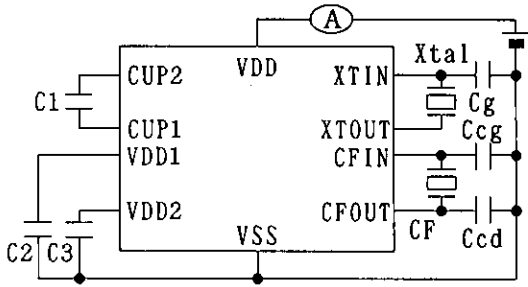 A
VDD
Xtal
CUP2
XTIN
C1
Cg
CUP1
XTOUT
Ccg
VDD1
CFIN
VDD2
CFOUT
C2
C3
VSS
CF
Ccd